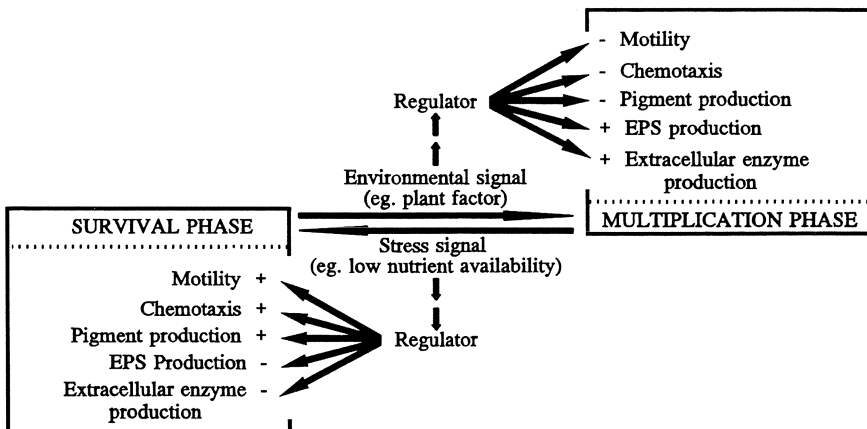 - Motility
- Chemotaxis
- Pigment production
+ EPS production
+ Extracellular enzyme
production
MULTIPLICATION PHASE
Regulator
Environmental signal
(eg. plant factor)
SURVIVAL PHASE
Stress signal
(eg. low nutrient availability)
Regulator
Motility +
Chemotaxis +
Pigment production +
EPS Production -
Extracellular enzyme -
production